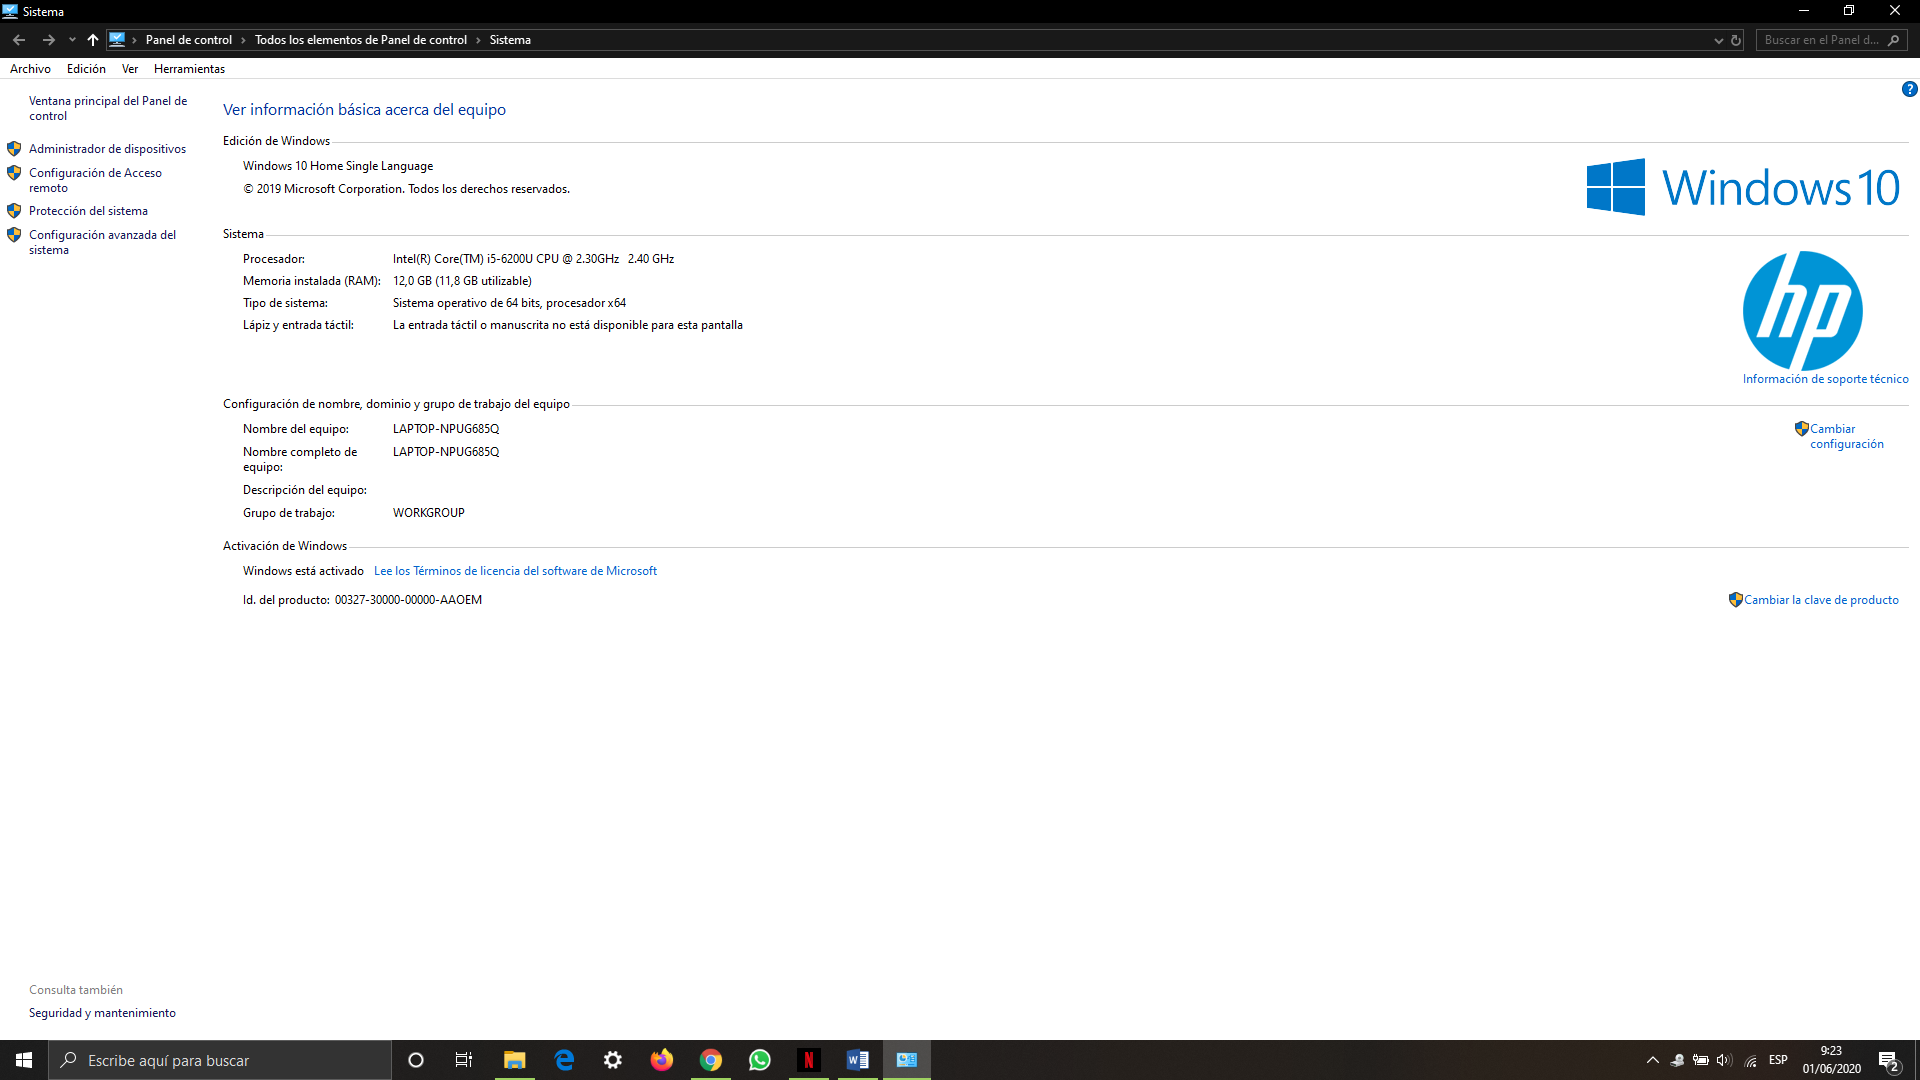 Sistema
Panel de control > Todos los elementos de Panel de control > Sistema
Buscar en el Panel d...
Archivo Edición Ver Herramientas
Ventana principal del Panel de
control
Administrador de dispositivos
Configuración de Acceso
remoto
Protección del sistema
Configuración avanzada del
sistema
Ver información básica acerca del equipo
Edición de Windows
Windows 10 Home Single Language
© 2019 Microsoft Corporation. Todos los derechos reservados.
Windows 10
Sistema
Procesador: Intel(R) Core(TM) i5-6200U CPU @ 2.30GHz 2.40 GHz
Memoria instalada (RAM): 12,0 GB (11,8 GB utilizable)
Tipo de sistema: Sistema operativo de 64 bits, procesador x64
Lápiz y entrada táctil: La entrada táctil o manuscrita no está disponible para esta pantalla
hp
Información de soporte técnico
Configuración de nombre, dominio y grupo de trabajo del equipo
Nombre del equipo: LAPTOP-NPUG685Q
Nombre completo de
equipo: LAPTOP-NPUG685Q
Descripción del equipo:
Grupo de trabajo: WORKGROUP
Cambiar
configuración
Activación de Windows
Windows está activado Lee los Términos de licencia del software de Microsoft
Id. del producto: 00327-30000-00000-AAOEM
Cambiar la clave de producto
Consulta también
Seguridad y mantenimiento
Escribe aquí para buscar
ESP
9:23
01/06/2020
2